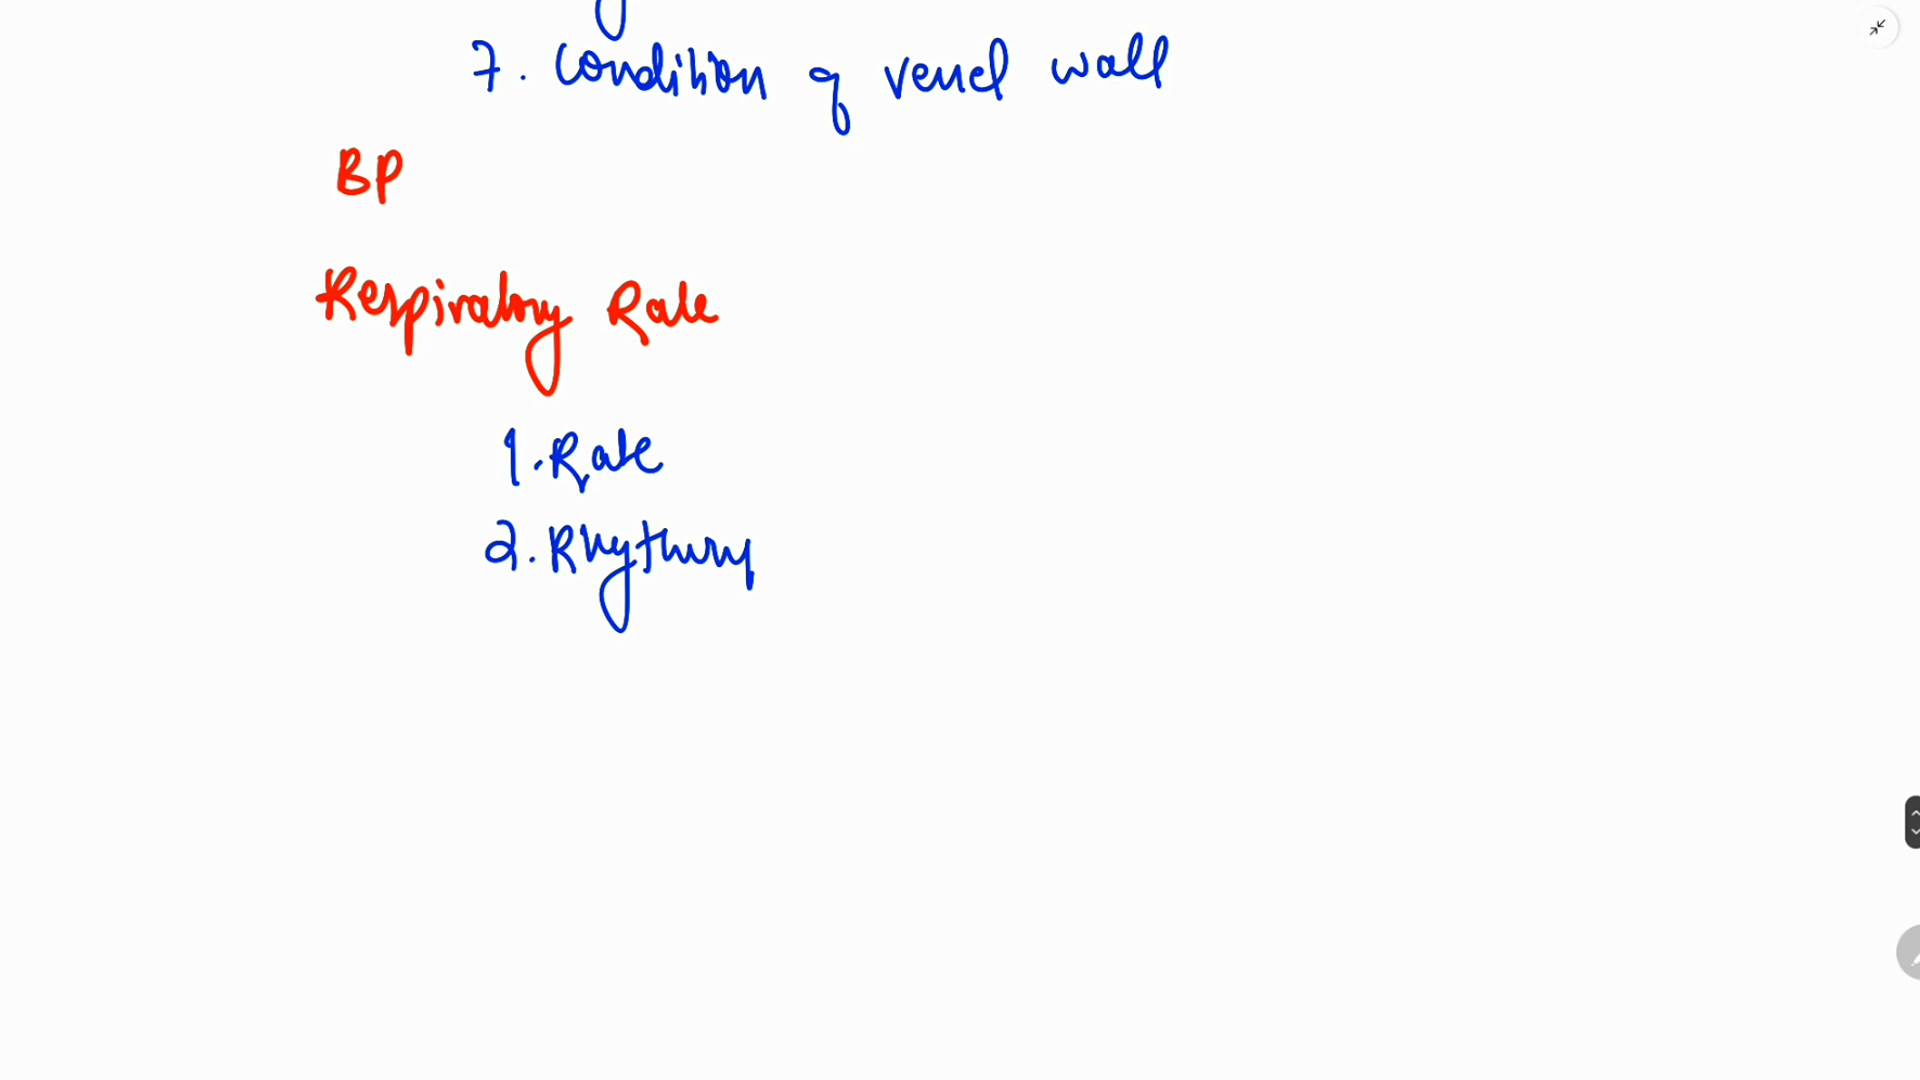 7. Condition of vessel wall
BP
Respiratory Rate
1. Rate
2. Rhythm